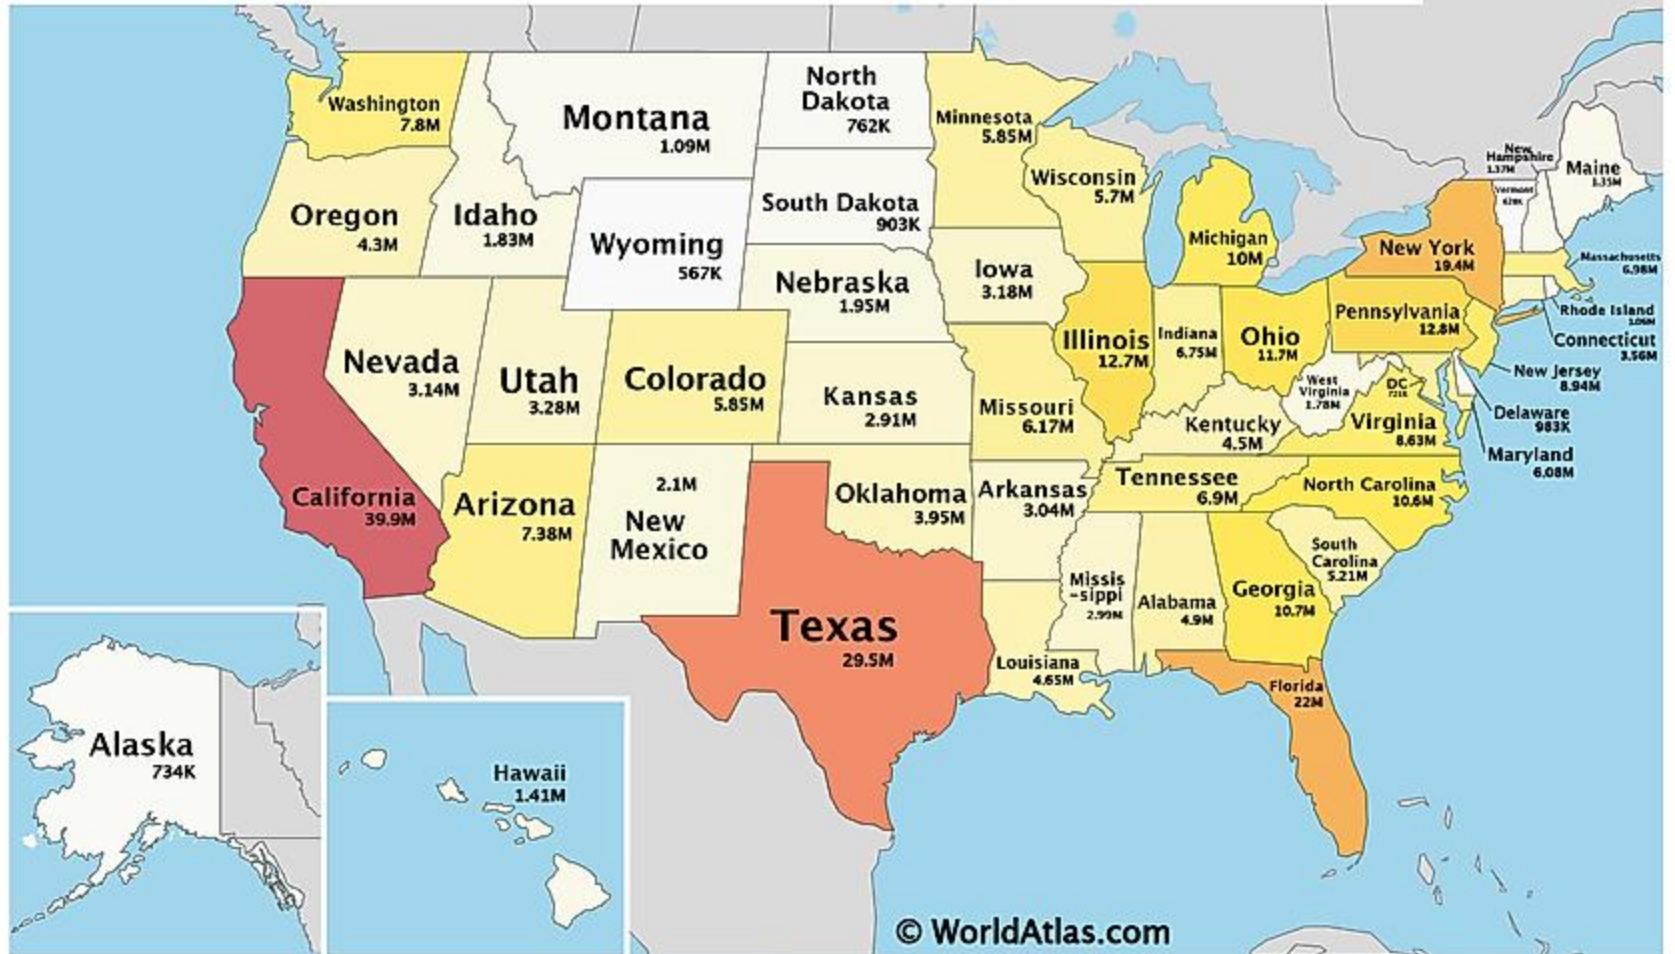 Washington
7.8M
Montana
1.09M
North
Dakota
762K
Minnesota
5.85M
Oregon
4.3M
Idaho
1.83M
Wyoming
567K
South Dakota
903K
Wisconsin
5.7M
Michigan
10M
New York
19.4M
New
Hampshire
1.37M
Vermont
Maine
1.35M
Massachusetts
6.98M
Rhode Island
Connecticut
3.56M
New Jersey
8.94M
Delaware
983K
Maryland
6.08M
Nebraska
1.95M
Iowa
3.18M
Illinois
12.7M
Indiana
6.75M
Ohio
11.7M
Pennsylvania
12.8M
Nevada
3.14M
Utah
3.28M
Colorado
5.85M
Kansas
2.91M
Missouri
6.17M
Kentucky
4.5M
West
Virginia
1.78M
DC
Virginia
8.63M
California
39.9M
Arizona
7.38M
2.1M
New
Mexico
Oklahoma
3.95M
Arkansas
3.04M
Tennessee
6.9M
North Carolina
10.6M
South
Carolina
5.21M
Texas
29.5M
Louisiana
4.65M
Missis
-sippi
2.99M
Alabama
4.9M
Georgia
10.7M
Florida
22M
Alaska
734K
Hawaii
1.41M
© WorldAtlas.com